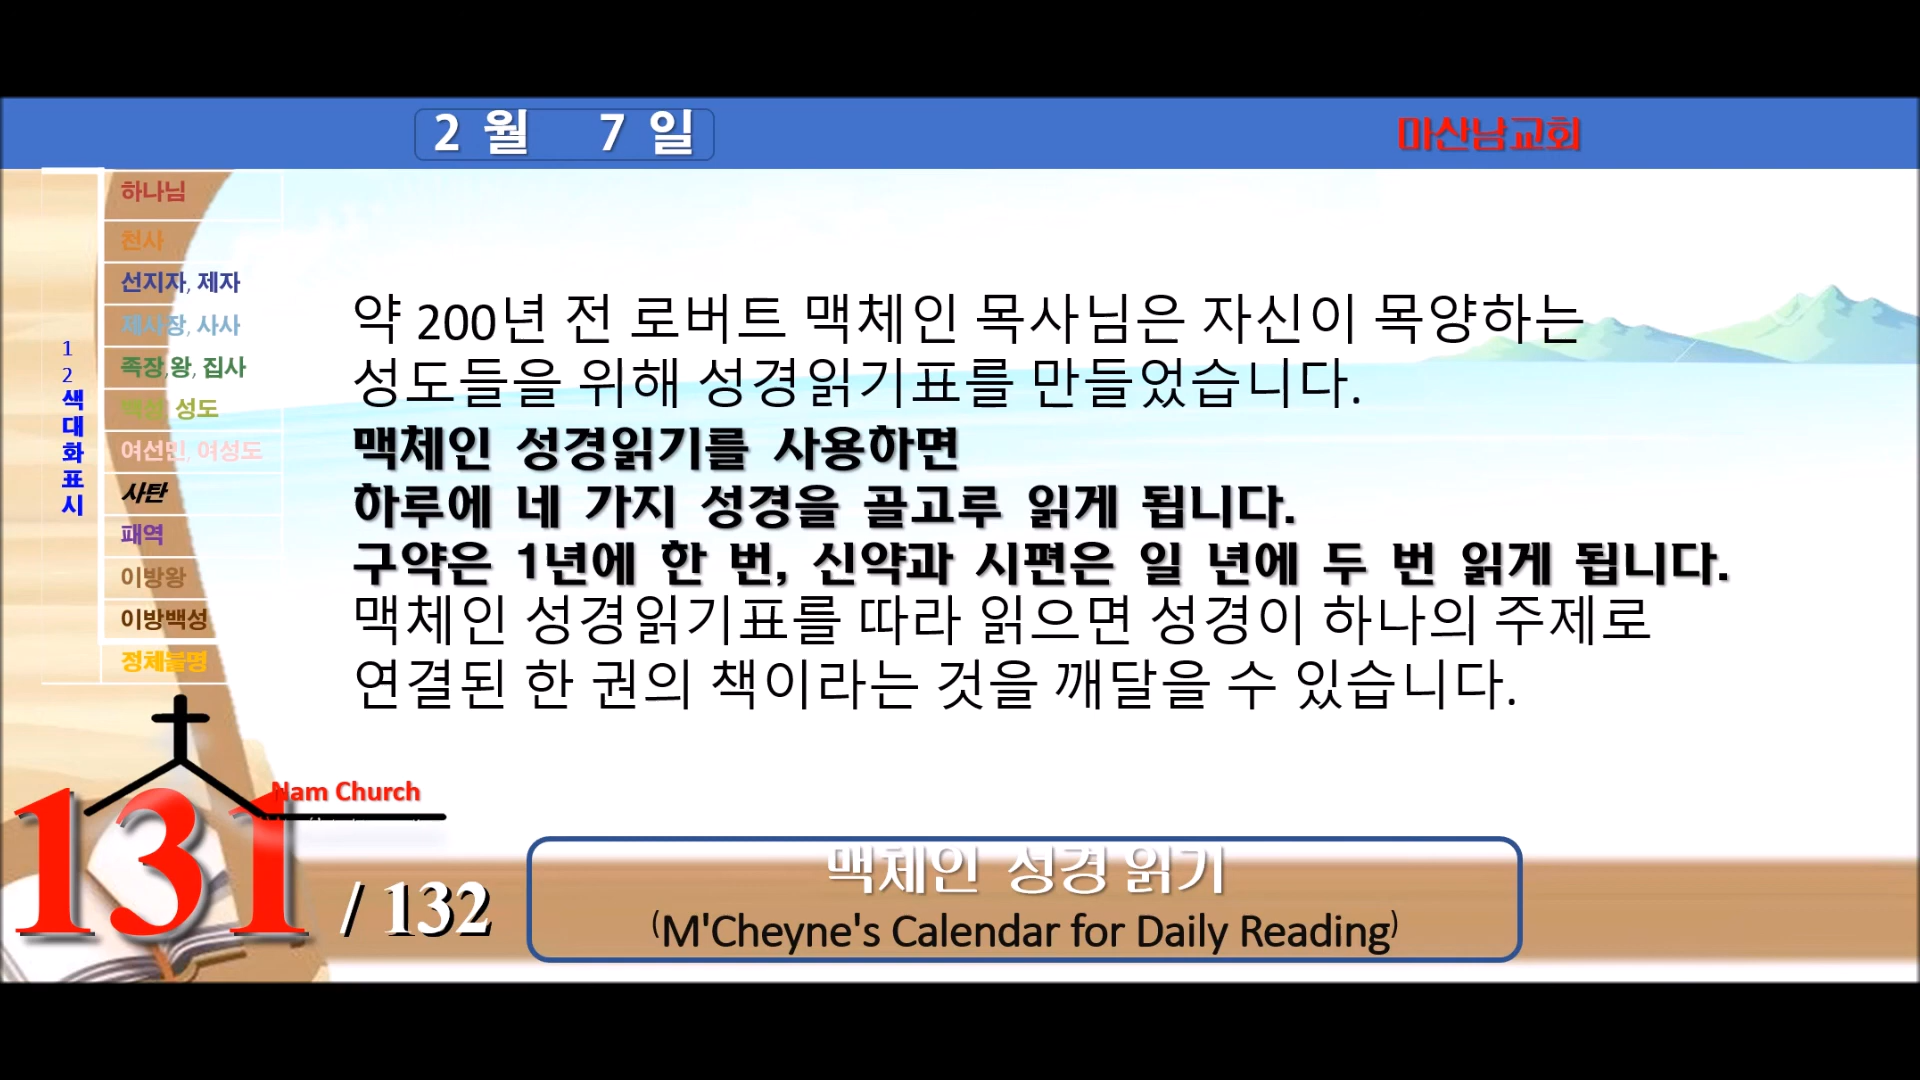 2 월 7 일
마산남교회
12색대화표시
하나님
천사
선지자, 제자
제사장, 사사
족장,왕, 집사
백성, 성도
여선민, 여성도
사탄
패역
이방왕
이방백성
정체불명
약 200년 전 로버트 맥체인 목사님은 자신이 목양하는
성도들을 위해 성경읽기표를 만들었습니다.
맥체인 성경읽기를 사용하면
하루에 네 가지 성경을 골고루 읽게 됩니다.
구약은 1년에 한 번, 신약과 시편은 일 년에 두 번 읽게 됩니다.
맥체인 성경읽기표를 따라 읽으면 성경이 하나의 주제로
연결된 한 권의 책이라는 것을 깨달을 수 있습니다.
Nam Church
131 / 132
맥체인 성경 읽기
(M'Cheyne's Calendar for Daily Reading)